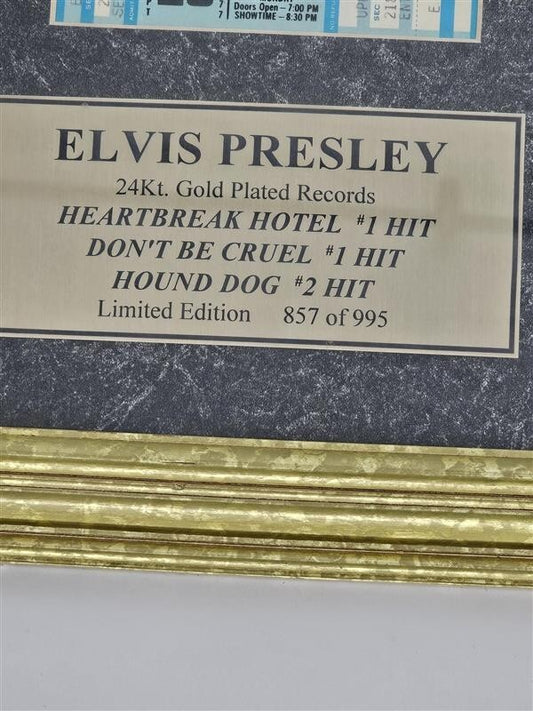 Doors Open – 7:00 PM
SHOWTIME – 8:30 PM
ELVIS PRESLEY
24Kt. Gold Plated Records
HEARTBREAK HOTEL #1 HIT
DON'T BE CRUEL #1 HIT
HOUND DOG #2 HIT
Limited Edition 857 of 995